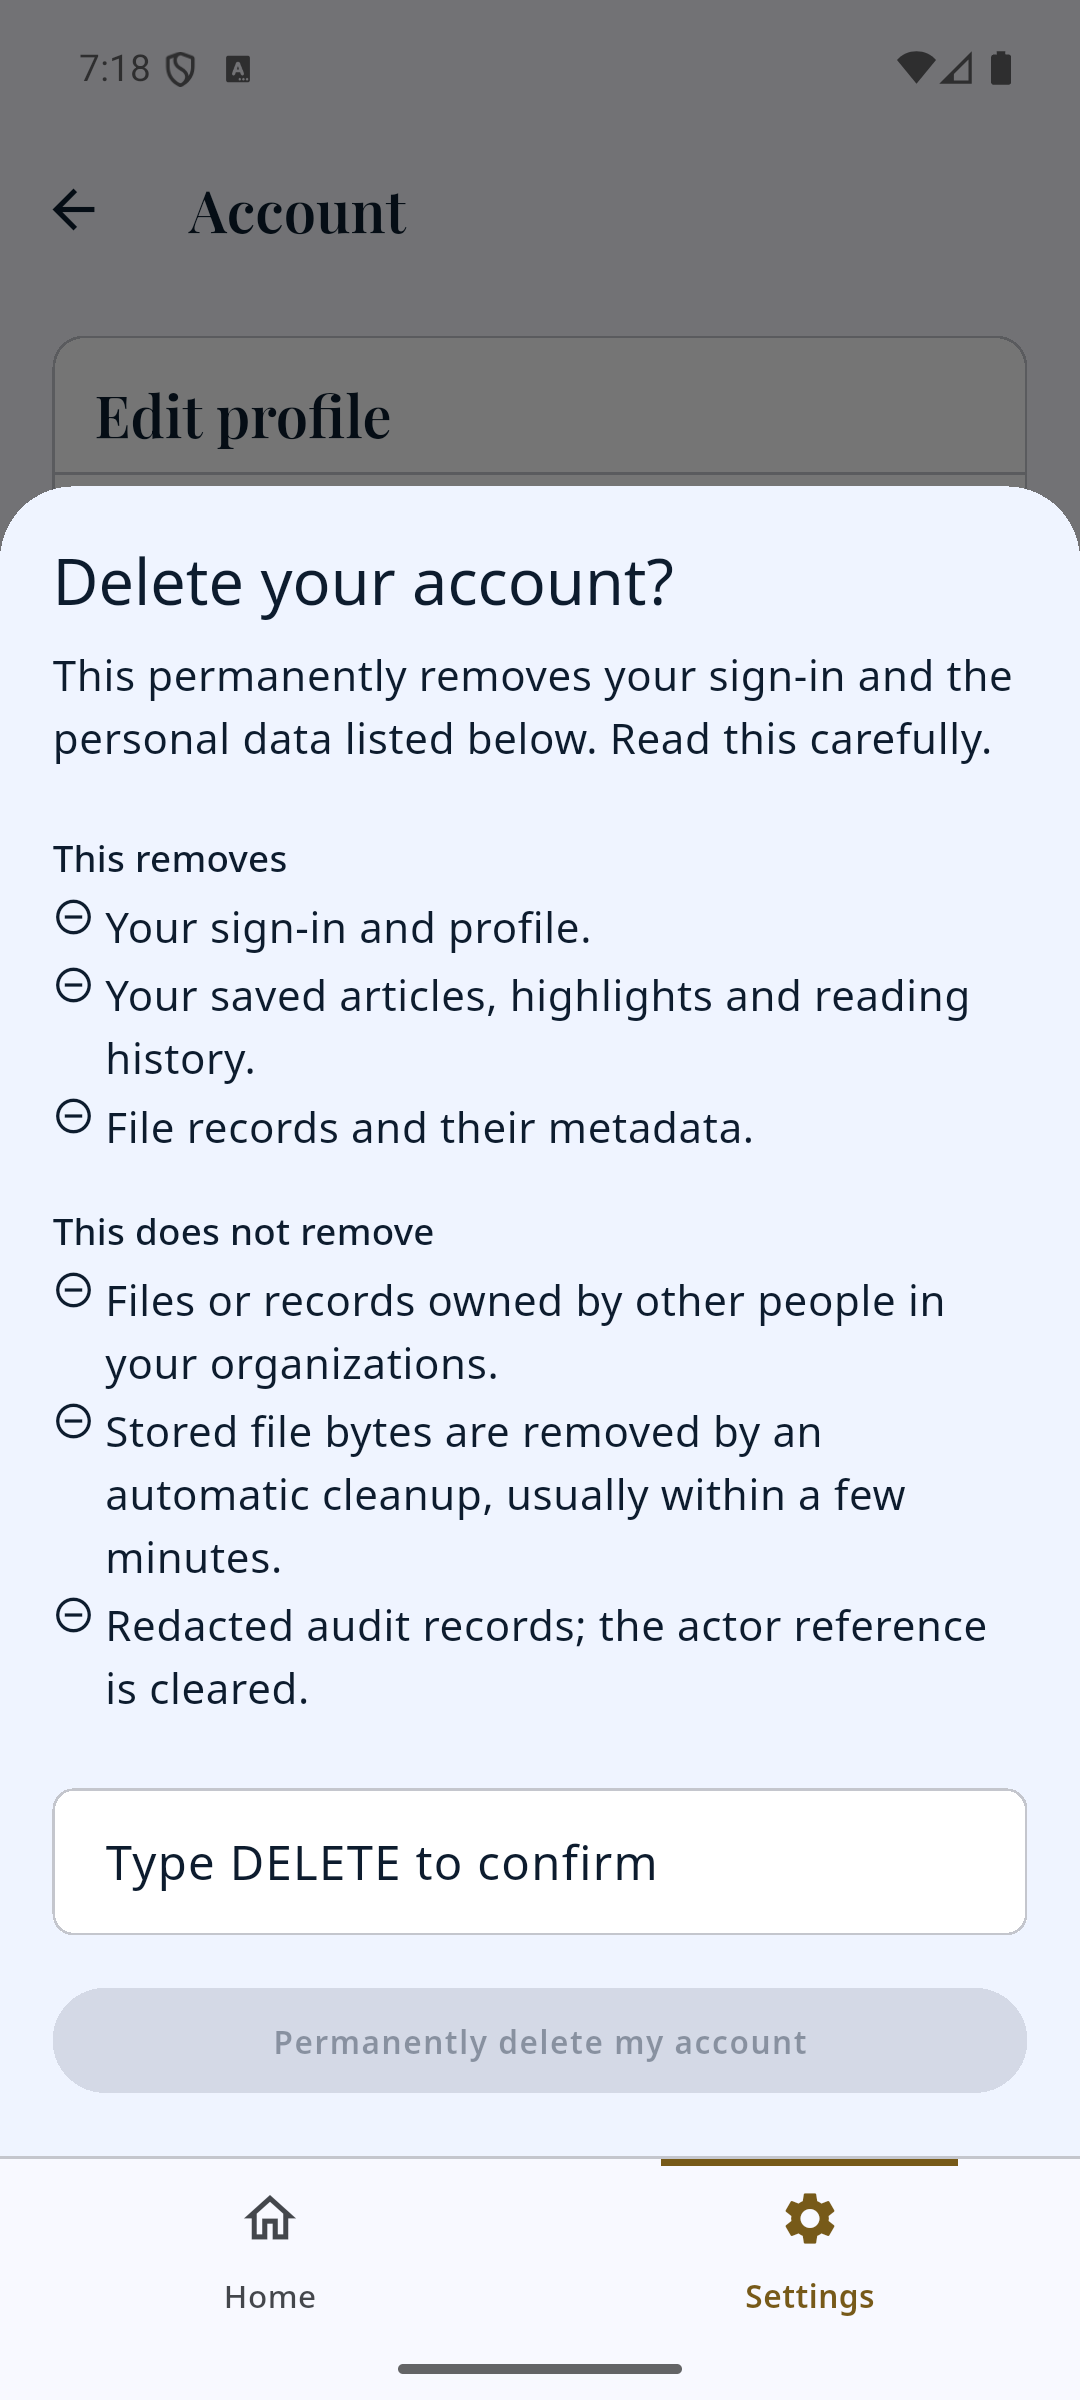 7:18
Account
Edit profile
Delete your account?
This permanently removes your sign-in and the
personal data listed below. Read this carefully.
This removes
Your sign-in and profile.
Your saved articles, highlights and reading
history.
File records and their metadata.
This does not remove
Files or records owned by other people in
your organizations.
Stored file bytes are removed by an
automatic cleanup, usually within a few
minutes.
Redacted audit records; the actor reference
is cleared.
Type DELETE to confirm
Permanently delete my account
Home
Settings